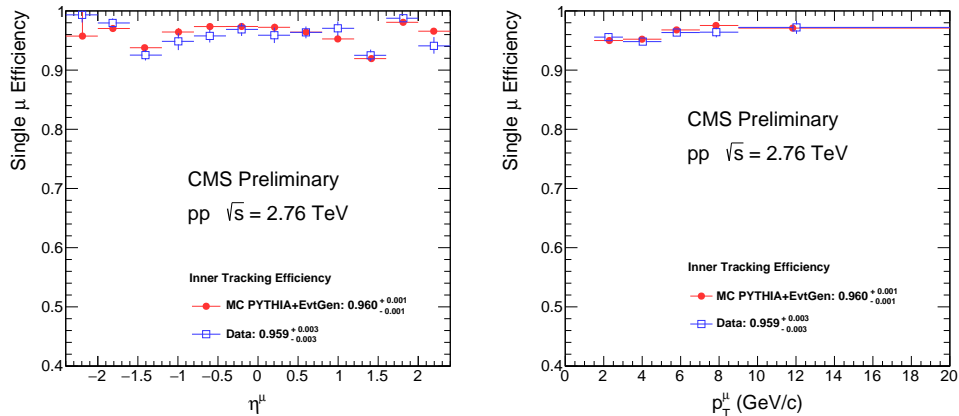 Single μ Efficiency
1
0.9
0.8
0.7
0.6
0.5
0.4
CMS Preliminary
pp √s = 2.76 TeV
Inner Tracking Efficiency
MC PYTHIA+EvtGen: 0.960 + 0.001 - 0.001
Data: 0.959 + 0.003 - 0.003
−2 −1.5 −1 −0.5 0 0.5 1 1.5 2
η^μ
Single μ Efficiency
1
0.9
0.8
0.7
0.6
0.5
0.4
CMS Preliminary
pp √s = 2.76 TeV
Inner Tracking Efficiency
MC PYTHIA+EvtGen: 0.960 + 0.001 - 0.001
Data: 0.959 + 0.003 - 0.003
0 2 4 6 8 10 12 14 16 18 20
p_T^μ (GeV/c)